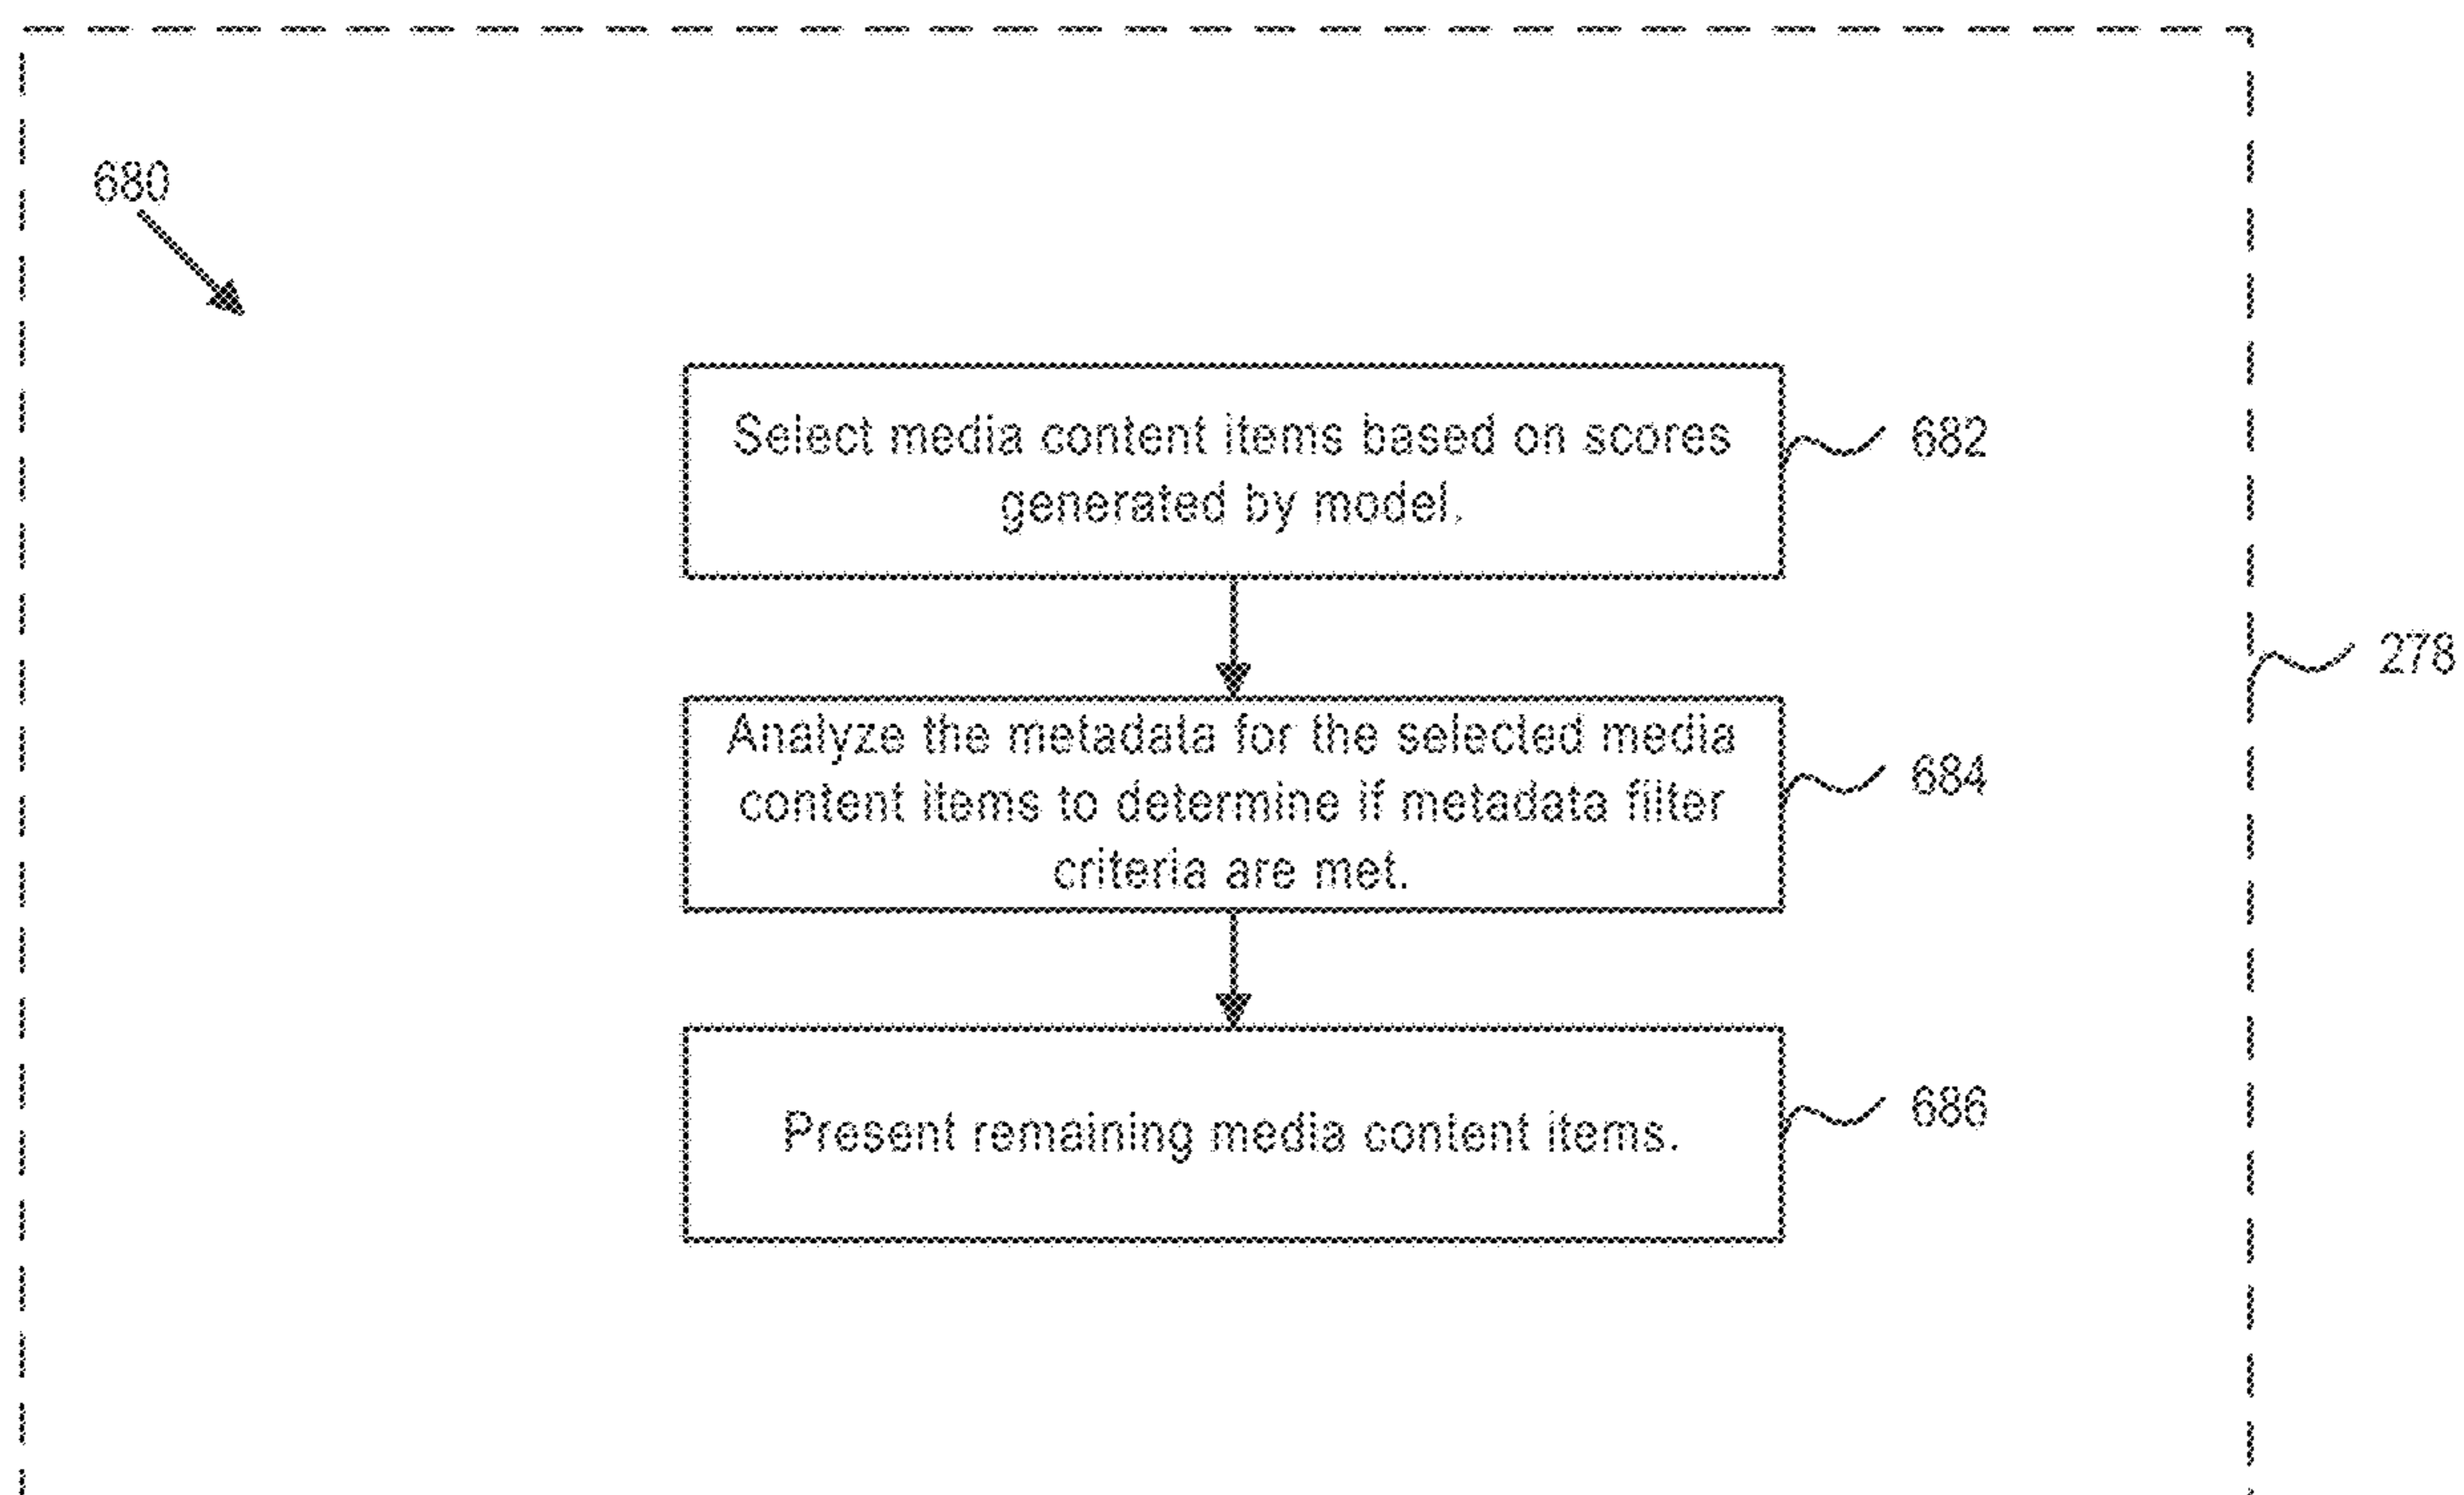 680
Select media content items based on scores
generated by model.
682
278
Analyze the metadata for the selected media
content items to determine if metadata filter
criteria are met.
684
Present remaining media content items.
686